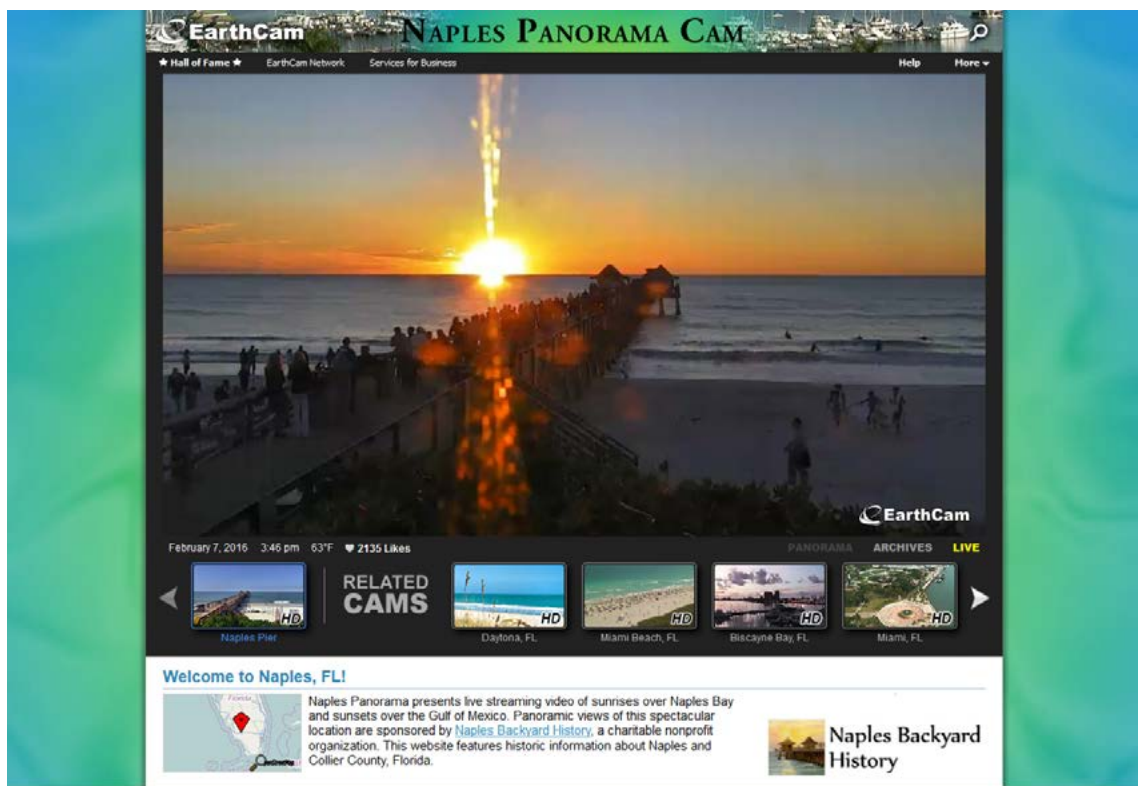 EarthCam
NAPLES PANORAMA CAM
★ Hall of Fame ★ EarthCam Network Services for Business Help More
EarthCam
February 7, 2016 3:46 pm 63°F ♥ 2135 Likes PANORAMA ARCHIVES LIVE
RELATED
CAMS
HD HD HD HD HD
Naples Pier Daytona, FL Miami Beach, FL Biscayne Bay, FL Miami, FL
Welcome to Naples, FL!
Naples Panorama presents live streaming video of sunrises over Naples Bay
and sunsets over the Gulf of Mexico. Panoramic views of this spectacular
location are sponsored by Naples Backyard History, a charitable nonprofit
organization. This website features historic information about Naples and
Collier County, Florida.
Florida
Naples Backyard
History